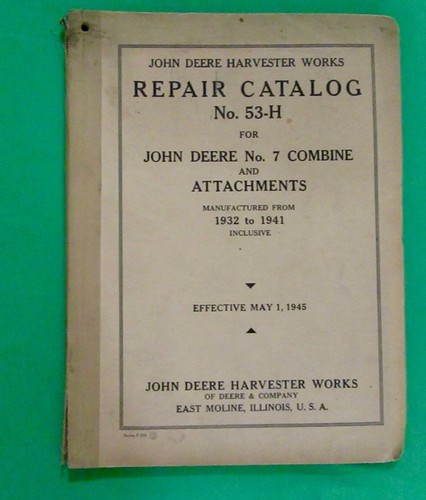 JOHN DEERE HARVESTER WORKS
REPAIR CATALOG
No. 53-H
FOR
JOHN DEERE No. 7 COMBINE
AND
ATTACHMENTS
MANUFACTURED FROM
1932 to 1941
INCLUSIVE
EFFECTIVE MAY 1, 1945
JOHN DEERE HARVESTER WORKS
OF DEERE & COMPANY
EAST MOLINE, ILLINOIS, U. S. A.